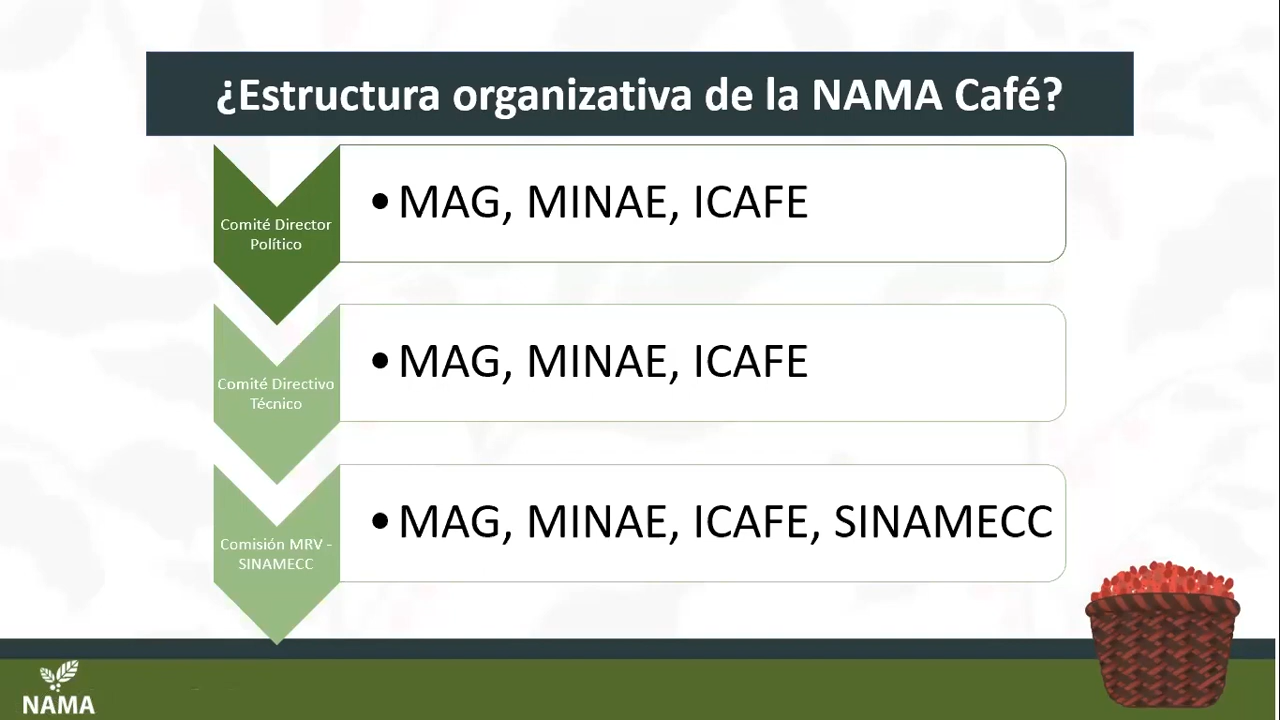 ¿Estructura organizativa de la NAMA Café?
Comité Director
Político
•MAG, MINAE, ICAFE
Comité Directivo
Técnico
•MAG, MINAE, ICAFE
Comisión MRV -
SINAMECC
•MAG, MINAE, ICAFE, SINAMECC
NAMA